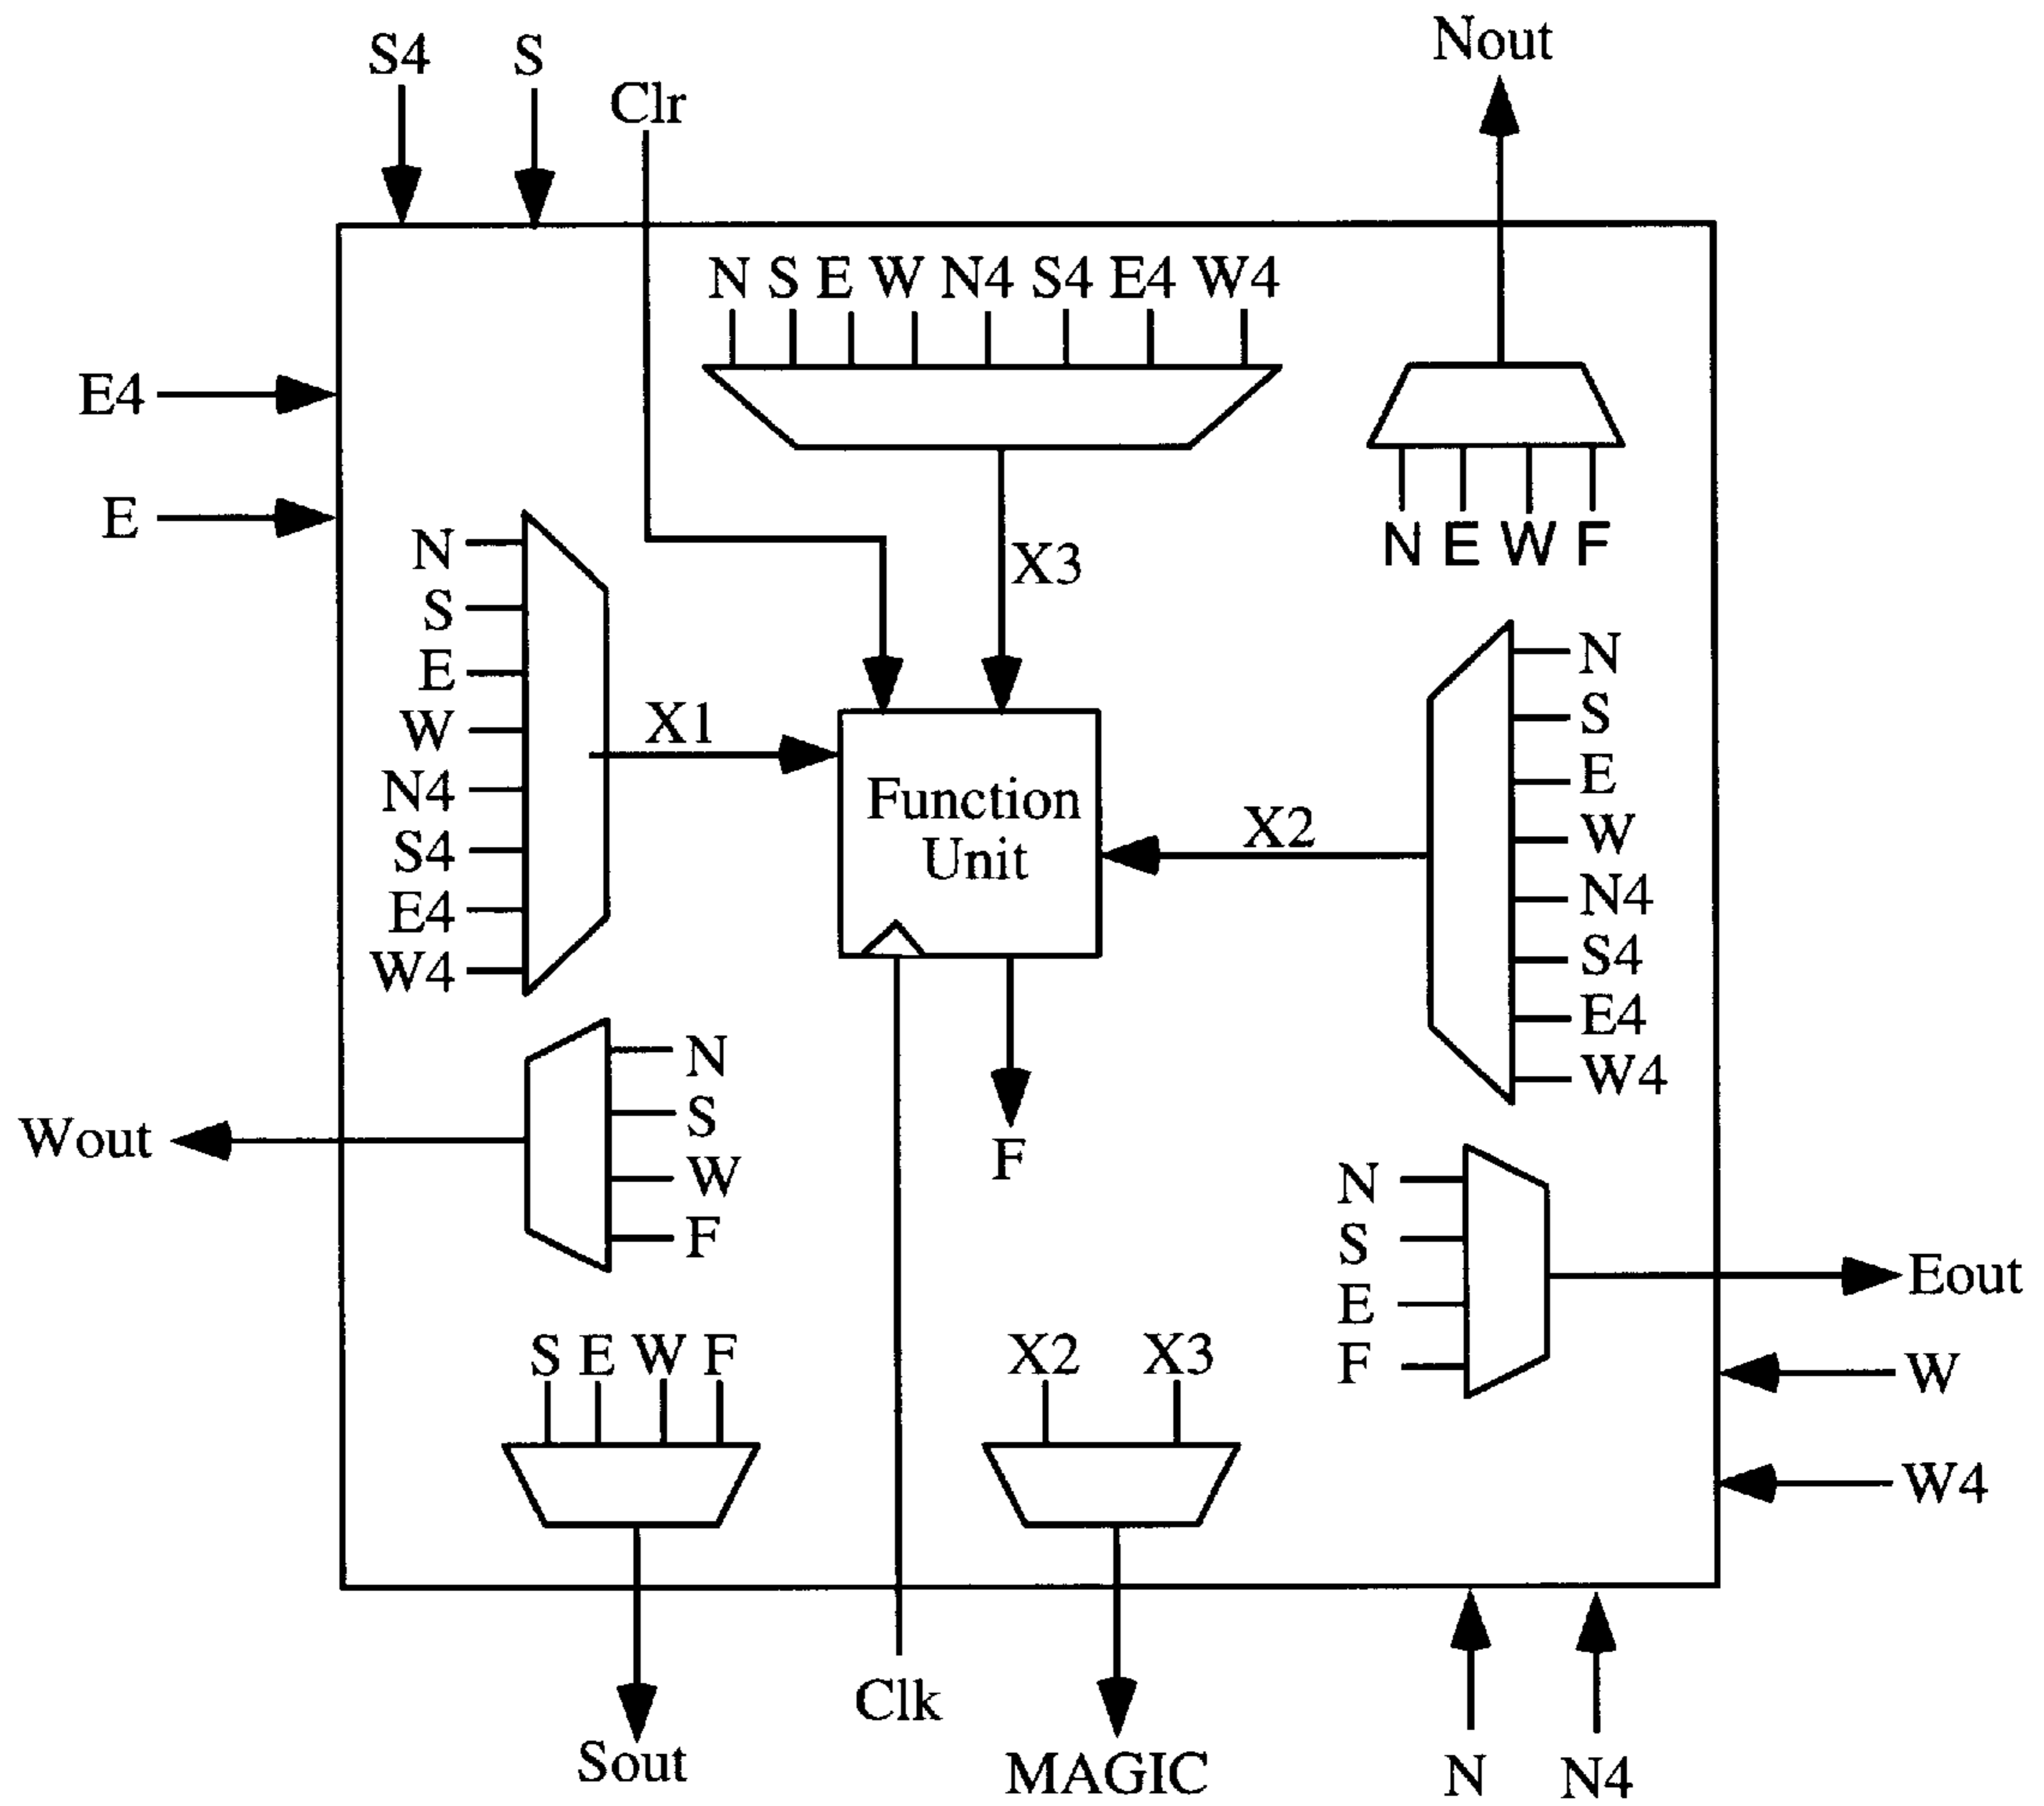 S4 S Nout
Clr
N S E W N4 S4 E4 W4
E4
E
N E W F
N
S
E
W
N4
S4
E4
W4
X3
X1
Function
Unit
X2
N
S
E
W
N4
S4
E4
W4
N
S
W
F
Wout
F
N
S
E
F
Eout
S E W F
X2 X3
W
W4
Clk
Sout
MAGIC
N N4